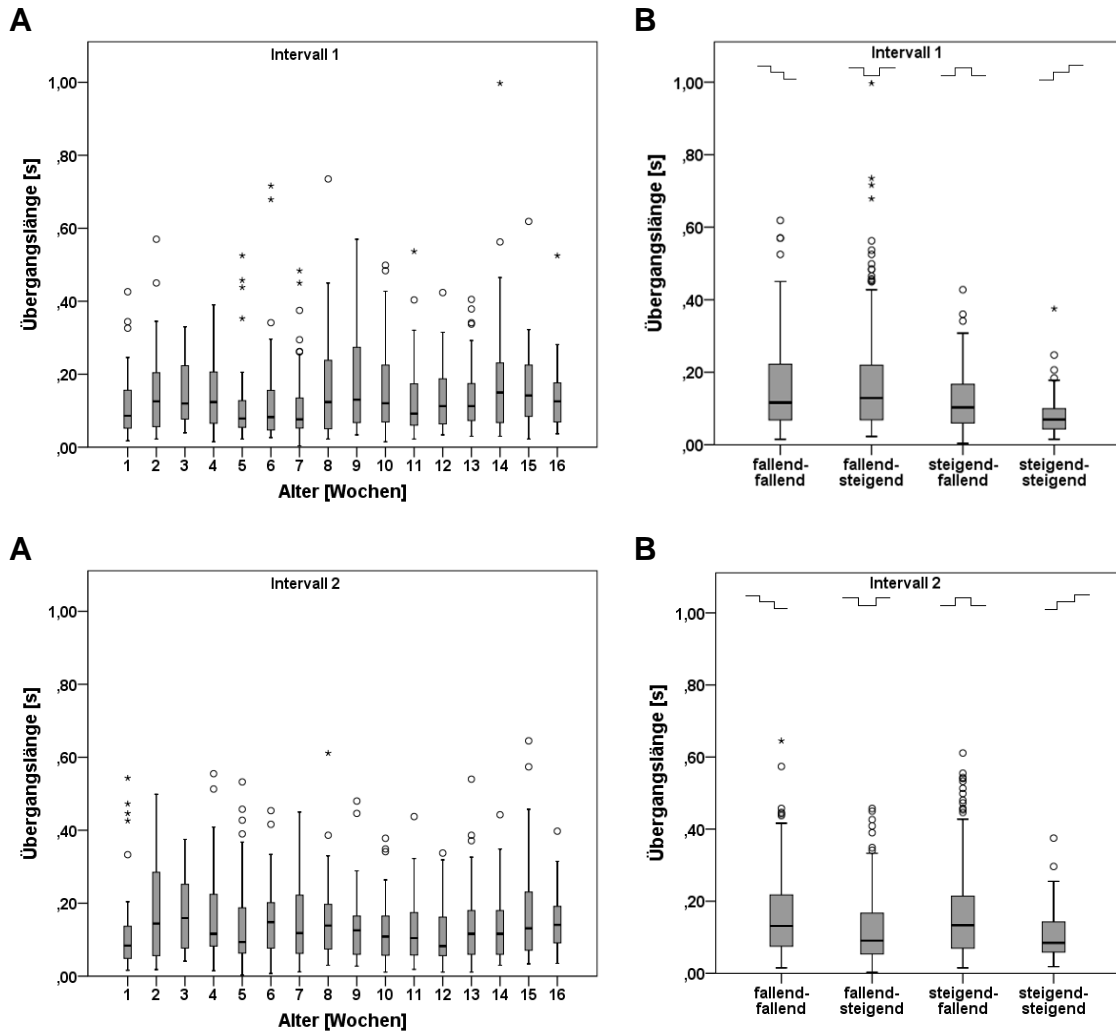 A
Intervall 1
Übergangslänge [s]
1,00
,80
,60
,40
,20
,00
1 2 3 4 5 6 7 8 9 10 11 12 13 14 15 16
Alter [Wochen]
B
Intervall 1
Übergangslänge [s]
1,00
,80
,60
,40
,20
,00
fallend- fallend- steigend- steigend-
fallend steigend fallend steigend
A
Intervall 2
Übergangslänge [s]
1,00
,80
,60
,40
,20
,00
1 2 3 4 5 6 7 8 9 10 11 12 13 14 15 16
Alter [Wochen]
B
Intervall 2
Übergangslänge [s]
1,00
,80
,60
,40
,20
,00
fallend- fallend- steigend- steigend-
fallend steigend fallend steigend